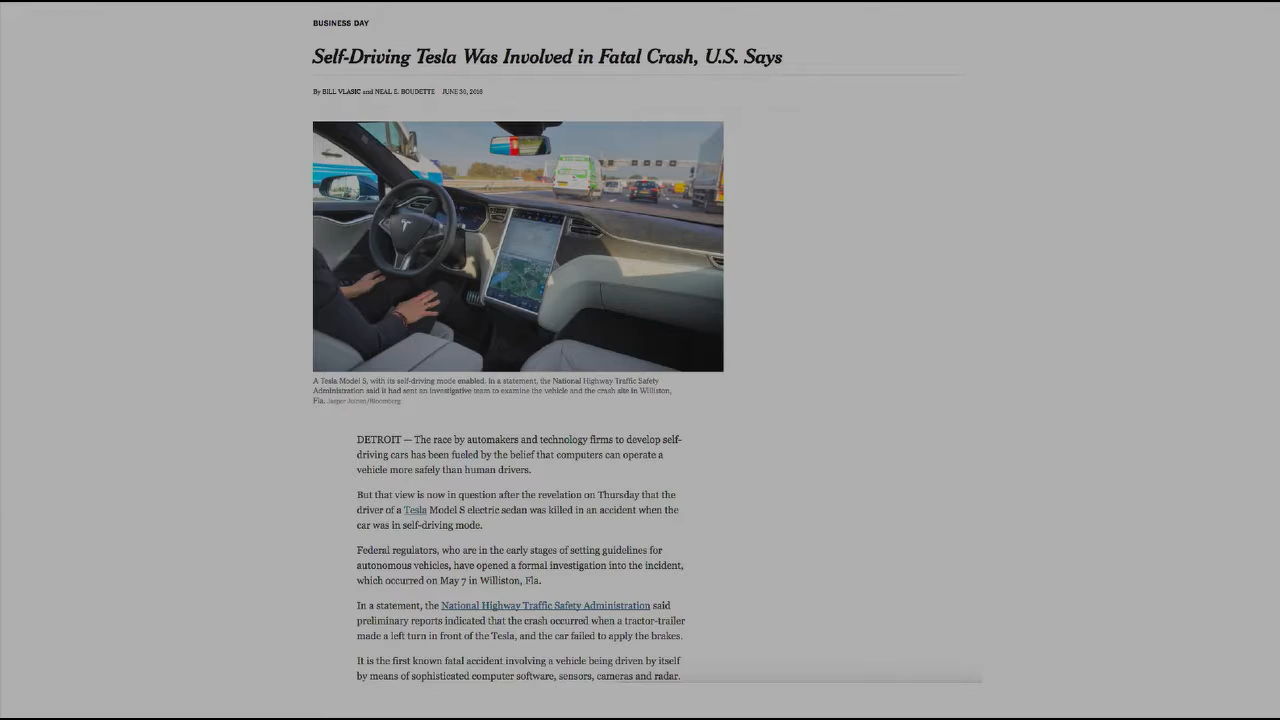 BUSINESS DAY
Self-Driving Tesla Was Involved in Fatal Crash, U.S. Says
By BILL VLASIC and NEAL E. BOUDETTE JUNE 30, 2016
A Tesla Model S, with its self-driving mode enabled. In a statement, the National Highway Traffic Safety
Administration said it had sent an investigative team to examine the vehicle and the crash site in Williston,
Fla. Jasper Juinen/Bloomberg
DETROIT — The race by automakers and technology firms to develop self-
driving cars has been fueled by the belief that computers can operate a
vehicle more safely than human drivers.
But that view is now in question after the revelation on Thursday that the
driver of a Tesla Model S electric sedan was killed in an accident when the
car was in self-driving mode.
Federal regulators, who are in the early stages of setting guidelines for
autonomous vehicles, have opened a formal investigation into the incident,
which occurred on May 7 in Williston, Fla.
In a statement, the National Highway Traffic Safety Administration said
preliminary reports indicated that the crash occurred when a tractor-trailer
made a left turn in front of the Tesla, and the car failed to apply the brakes.
It is the first known fatal accident involving a vehicle being driven by itself
by means of sophisticated computer software, sensors, cameras and radar.